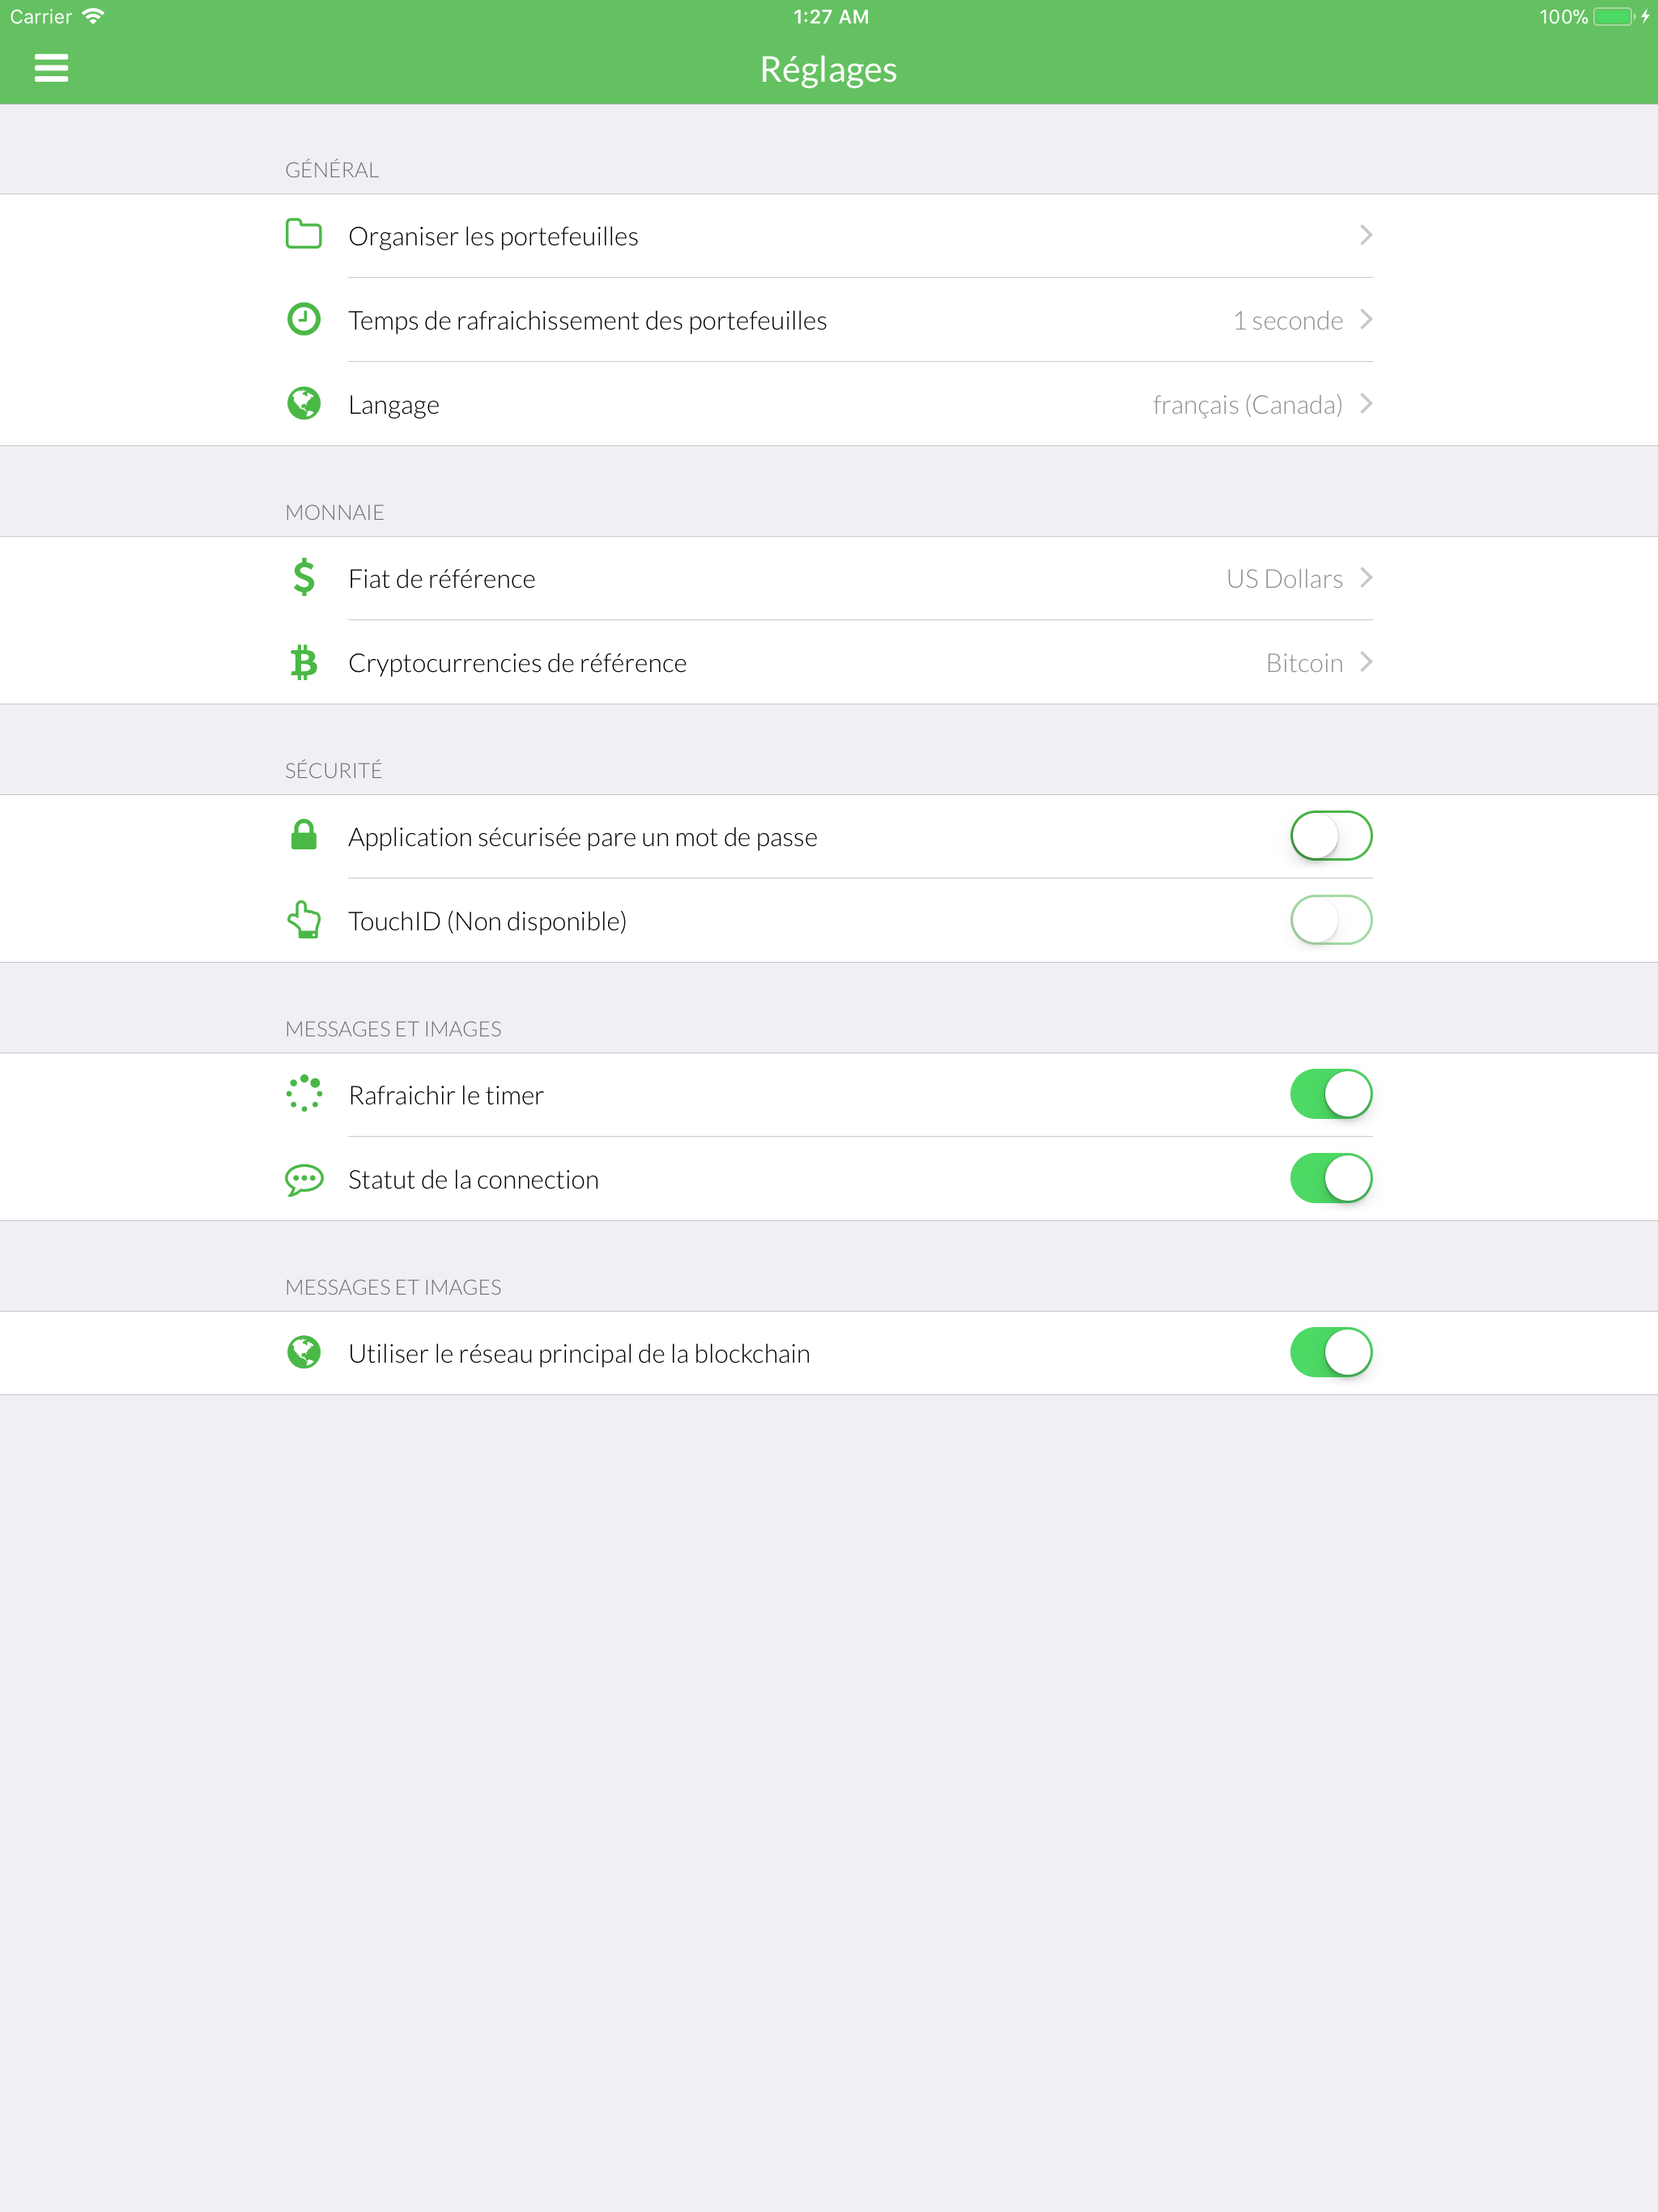 Carrier 1:27 AM 100%
Réglages
GÉNÉRAL
Organiser les portefeuilles
Temps de rafraichissement des portefeuilles 1 seconde
Langage français (Canada)
MONNAIE
Fiat de référence US Dollars
Cryptocurrencies de référence Bitcoin
SÉCURITÉ
Application sécurisée pare un mot de passe
TouchID (Non disponible)
MESSAGES ET IMAGES
Rafraichir le timer
Statut de la connection
MESSAGES ET IMAGES
Utiliser le réseau principal de la blockchain